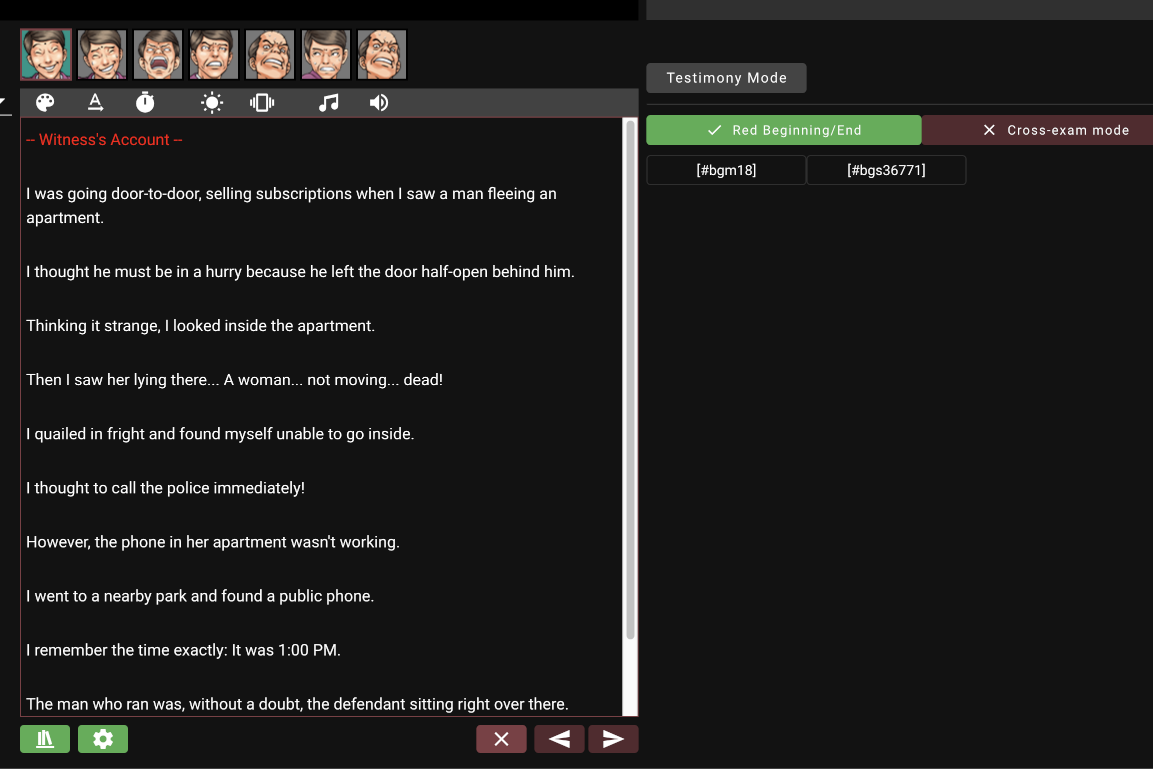 Testimony Mode
Red Beginning/End
Cross-exam mode
[#bgm18]
[#bgs36771]
-- Witness's Account --
I was going door-to-door, selling subscriptions when I saw a man fleeing an
apartment.
I thought he must be in a hurry because he left the door half-open behind him.
Thinking it strange, I looked inside the apartment.
Then I saw her lying there... A woman... not moving... dead!
I quailed in fright and found myself unable to go inside.
I thought to call the police immediately!
However, the phone in her apartment wasn't working.
I went to a nearby park and found a public phone.
I remember the time exactly: It was 1:00 PM.
The man who ran was, without a doubt, the defendant sitting right over there.